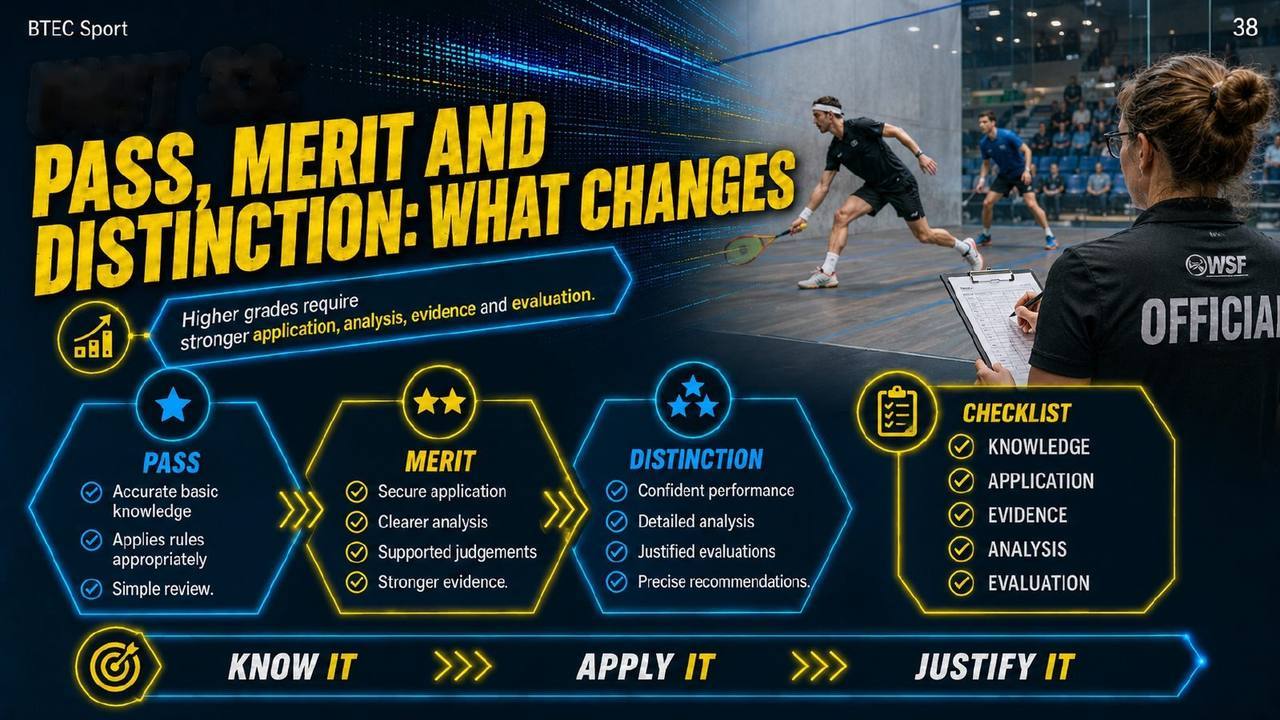 BTEC Sport
38
PASS, MERIT AND
DISTINCTION: WHAT CHANGES
Higher grades require
stronger application, analysis, evidence and evaluation.
WSF
OFFICIA
PASS
Accurate basic
knowledge
Applies rules
appropriately
Simple review.
MERIT
Secure application
Clearer analysis
Supported judgements
Stronger evidence.
DISTINCTION
Confident performance
Detailed analysis
Justified evaluations
Precise recommendations.
CHECKLIST
KNOWLEDGE
APPLICATION
EVIDENCE
ANALYSIS
EVALUATION
KNOW IT
APPLY IT
JUSTIFY IT